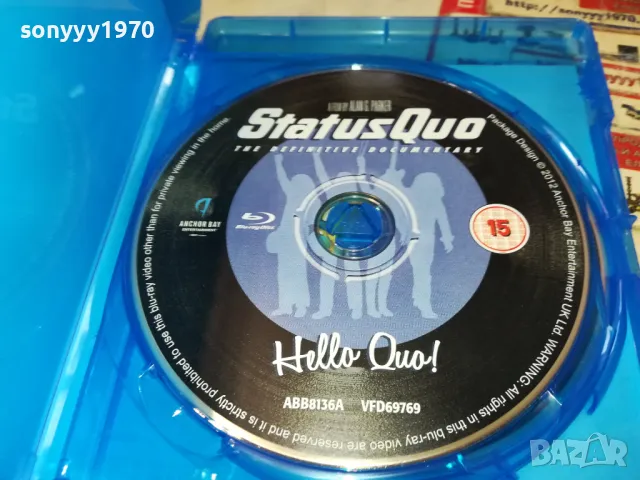 sonyyy1970
sonyyy1970
A FILM BY ALAN G. PARKER
StatusQuo
THE DEFINITIVE DOCUMENTARY
ANCHOR BAY
ENTERTAINMENT
Blu-rayDisc
15
Hello Quo!
ABB8136A VFD69769
Package Design © 2012 Anchor Bay Entertainment UK Ltd. WARNING: All rights in this blu-ray video are reserved and it is strictly prohibited to use this blu-ray video other than for private viewing in the home.
BAZAR